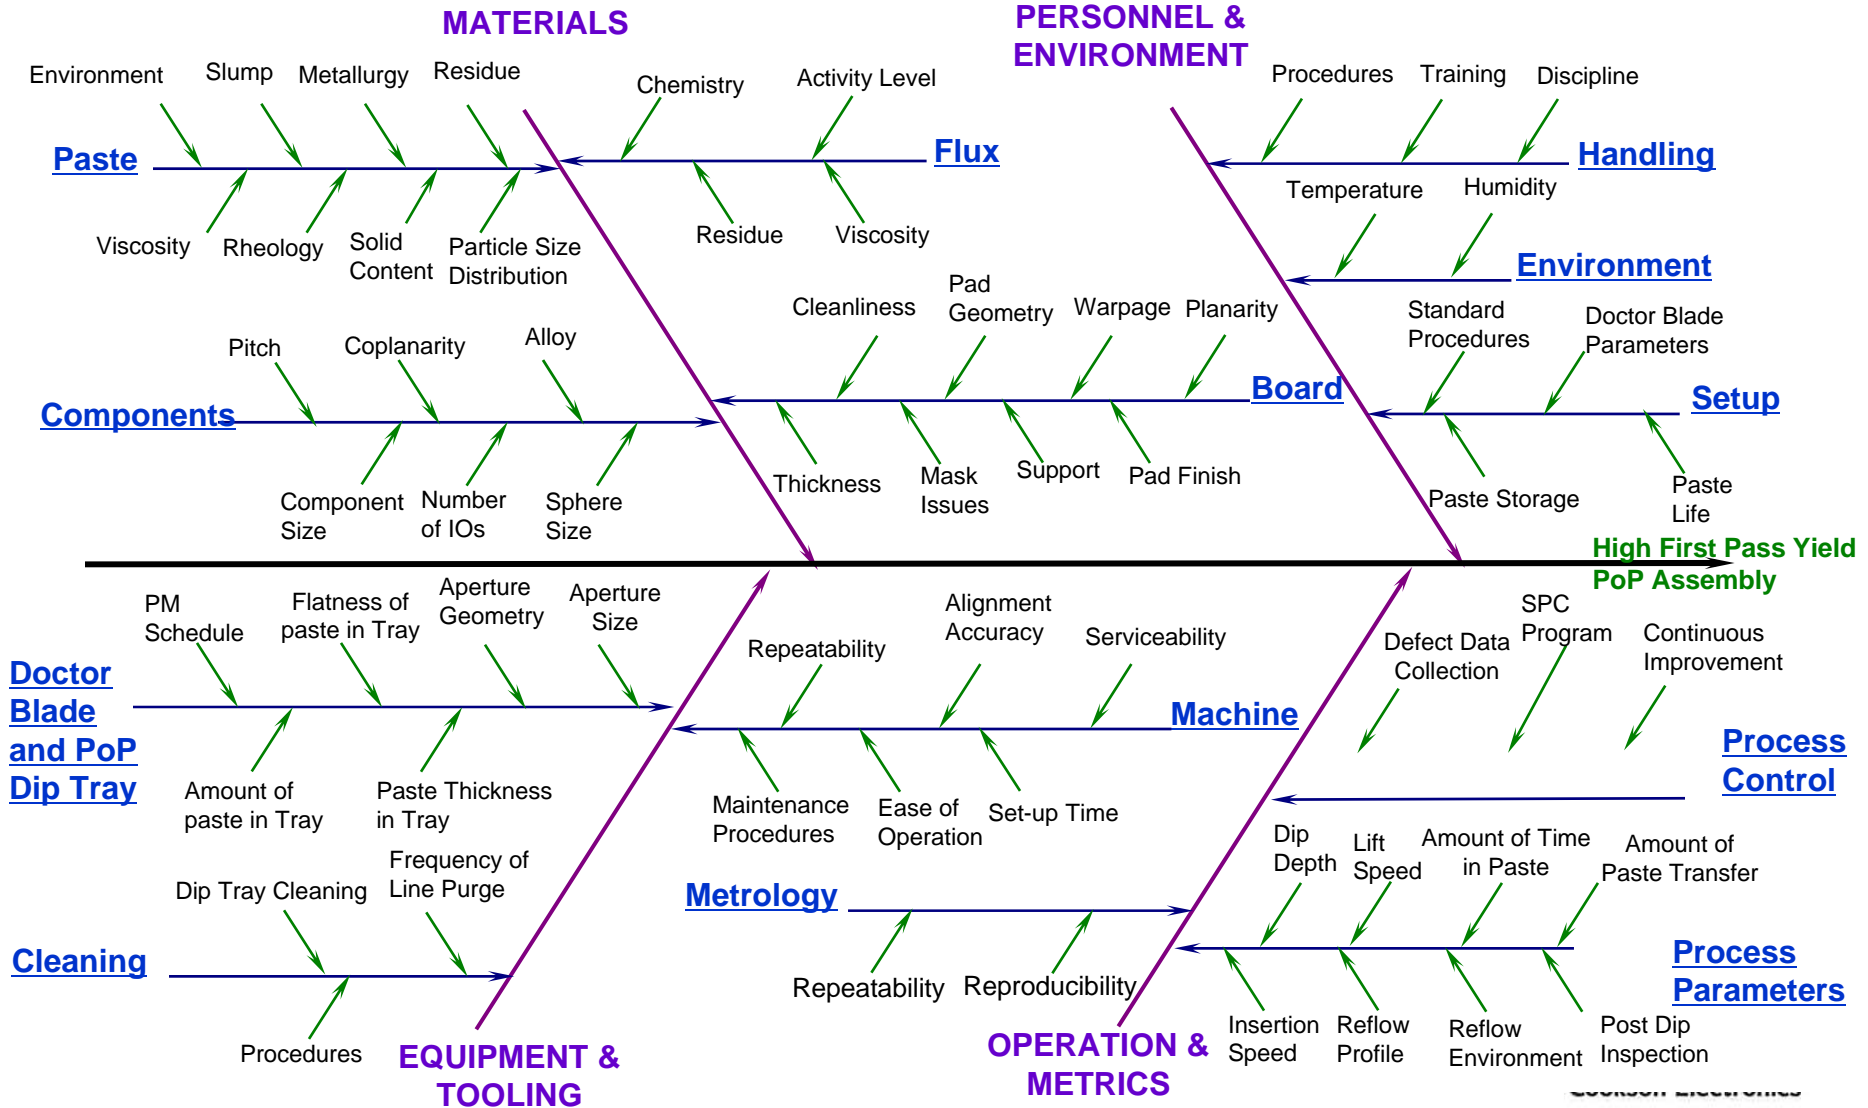 MATERIALS
PERSONNEL &
ENVIRONMENT
Environment
Slump
Metallurgy
Residue
Chemistry
Activity Level
Procedures
Training
Discipline
Paste
Flux
Handling
Viscosity
Rheology
Solid
Content
Particle Size
Distribution
Residue
Viscosity
Temperature
Humidity
Environment
Pitch
Coplanarity
Alloy
Cleanliness
Pad
Geometry
Warpage
Planarity
Standard
Procedures
Doctor Blade
Parameters
Components
Board
Setup
Component
Size
Number
of IOs
Sphere
Size
Thickness
Mask
Issues
Support
Pad Finish
Paste Storage
Paste
Life
High First Pass Yield
PoP Assembly
PM
Schedule
Flatness of
paste in Tray
Aperture
Geometry
Aperture
Size
Repeatability
Alignment
Accuracy
Serviceability
Defect Data
Collection
SPC
Program
Continuous
Improvement
Doctor
Blade
and PoP
Dip Tray
Machine
Process
Control
Amount of
paste in Tray
Paste Thickness
in Tray
Maintenance
Procedures
Ease of
Operation
Set-up Time
Dip
Depth
Lift
Speed
Amount of Time
in Paste
Amount of
Paste Transfer
Dip Tray Cleaning
Frequency of
Line Purge
Metrology
Cleaning
Process
Parameters
Procedures
Repeatability
Reproducibility
Insertion
Speed
Reflow
Profile
Reflow
Environment
Post Dip
Inspection
EQUIPMENT &
TOOLING
OPERATION &
METRICS
Cookson Electronics